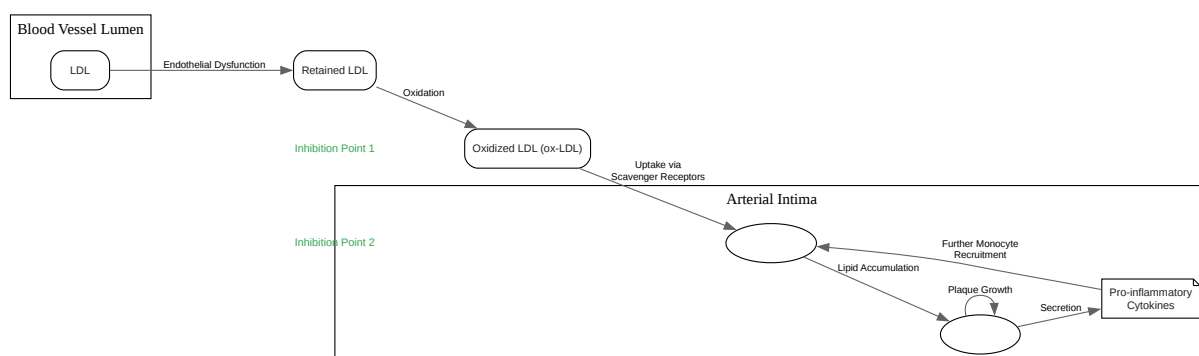 Blood Vessel Lumen
LDL
Endothelial Dysfunction
Retained LDL
Oxidation
Inhibition Point 1
Oxidized LDL (ox-LDL)
Uptake via
Scavenger Receptors
Arterial Intima
Inhibition Point 2
Further Monocyte
Recruitment
Lipid Accumulation
Plaque Growth
Pro-inflammatory
Cytokines
Secretion